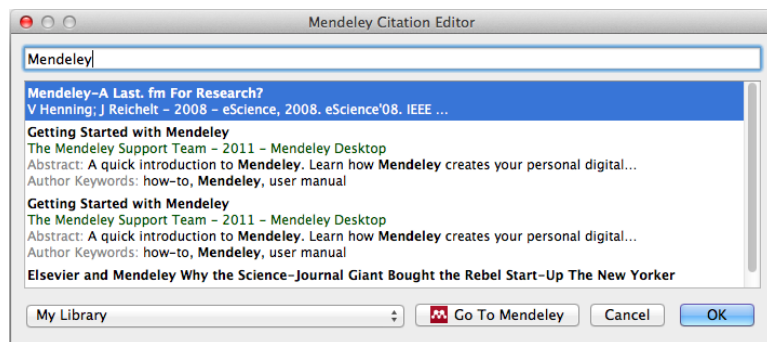 Mendeley Citation Editor
Mendeley
Mendeley–A Last. fm For Research?
V Henning; J Reichelt – 2008 – eScience, 2008. eScience'08. IEEE ...
Getting Started with Mendeley
The Mendeley Support Team – 2011 – Mendeley Desktop
Abstract: A quick introduction to Mendeley. Learn how Mendeley creates your personal digital...
Author Keywords: how-to, Mendeley, user manual
Getting Started with Mendeley
The Mendeley Support Team – 2011 – Mendeley Desktop
Abstract: A quick introduction to Mendeley. Learn how Mendeley creates your personal digital...
Author Keywords: how-to, Mendeley, user manual
Elsevier and Mendeley Why the Science–Journal Giant Bought the Rebel Start–Up The New Yorker
My Library Go To Mendeley Cancel OK